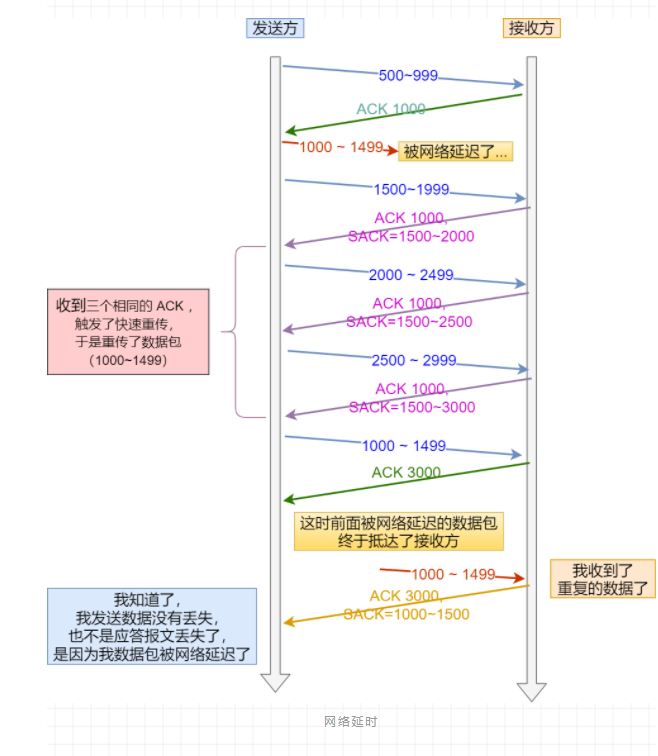 发送方
接收方
500~999
ACK 1000
1000 ~ 1499
被网络延迟了...
1500~1999
ACK 1000,
SACK=1500~2000
2000 ~ 2499
收到三个相同的 ACK ，
触发了快速重传，
于是重传了数据包
（1000~1499）
ACK 1000,
SACK=1500~2500
2500 ~ 2999
ACK 1000,
SACK=1500~3000
1000 ~ 1499
ACK 3000
这时前面被网络延迟的数据包
终于抵达了接收方
1000 ~ 1499
我收到了
重复的数据了
ACK 3000,
SACK=1000~1500
我知道了，
我发送数据没有丢失，
也不是应答报文丢失了，
是因为我数据包被网络延迟了
网络延时